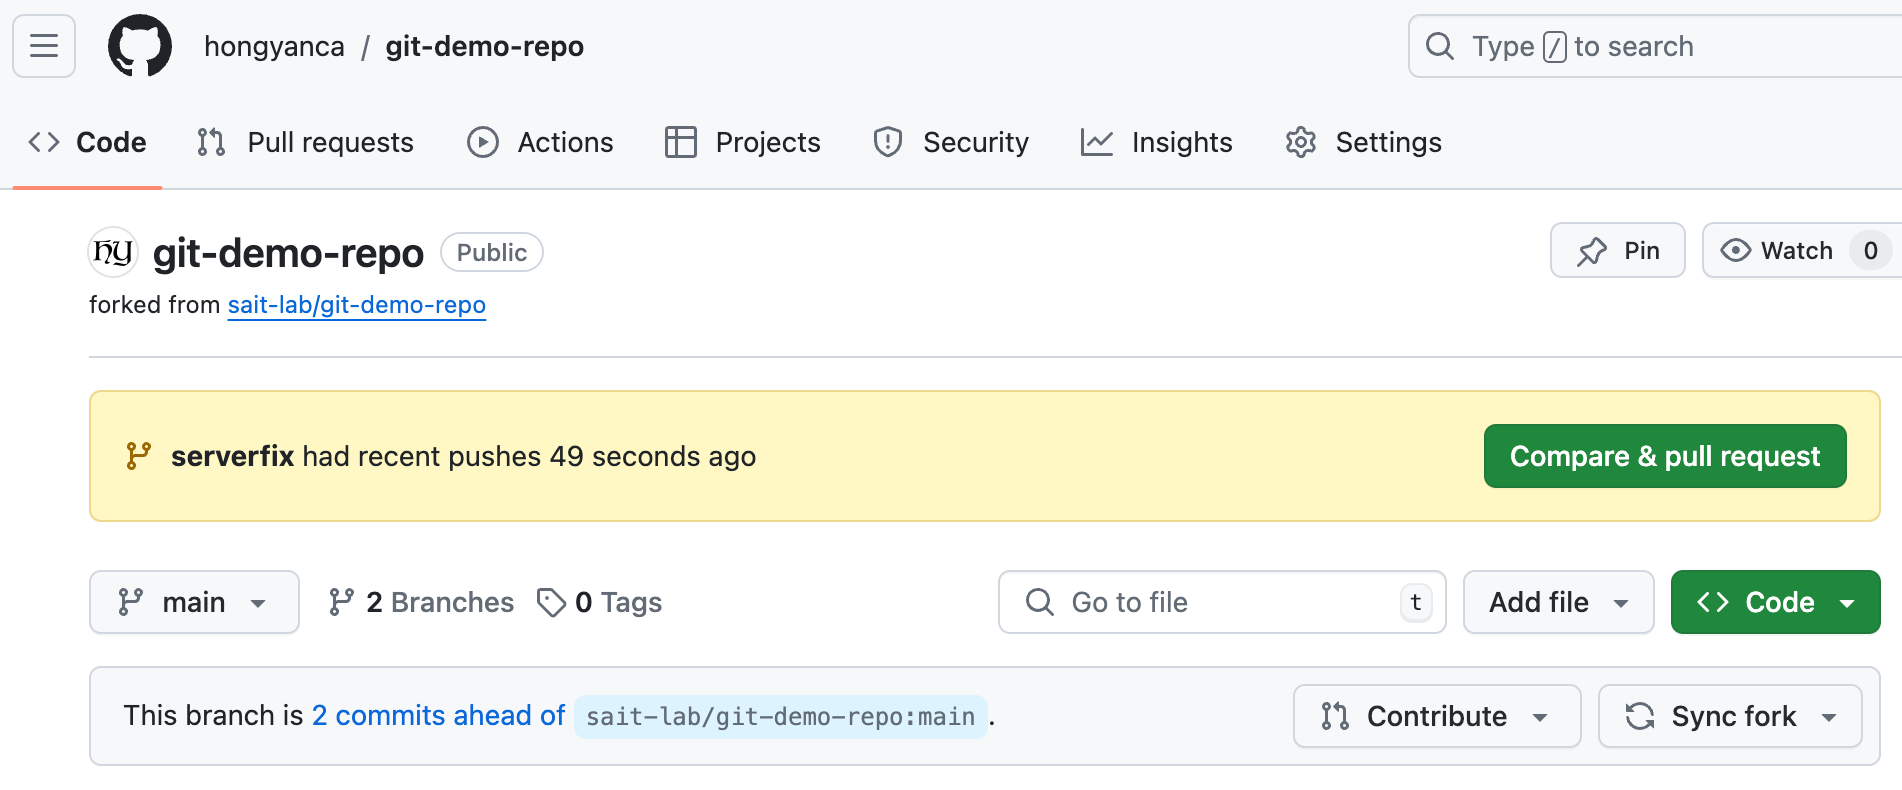 hongyanca / git-demo-repo
Type / to search
Code Pull requests Actions Projects Security Insights Settings
hy git-demo-repo Public
Pin Watch 0
forked from sait-lab/git-demo-repo
serverfix had recent pushes 49 seconds ago
Compare & pull request
main 2 Branches 0 Tags
Go to file t Add file Code
This branch is 2 commits ahead of sait-lab/git-demo-repo:main.
Contribute Sync fork